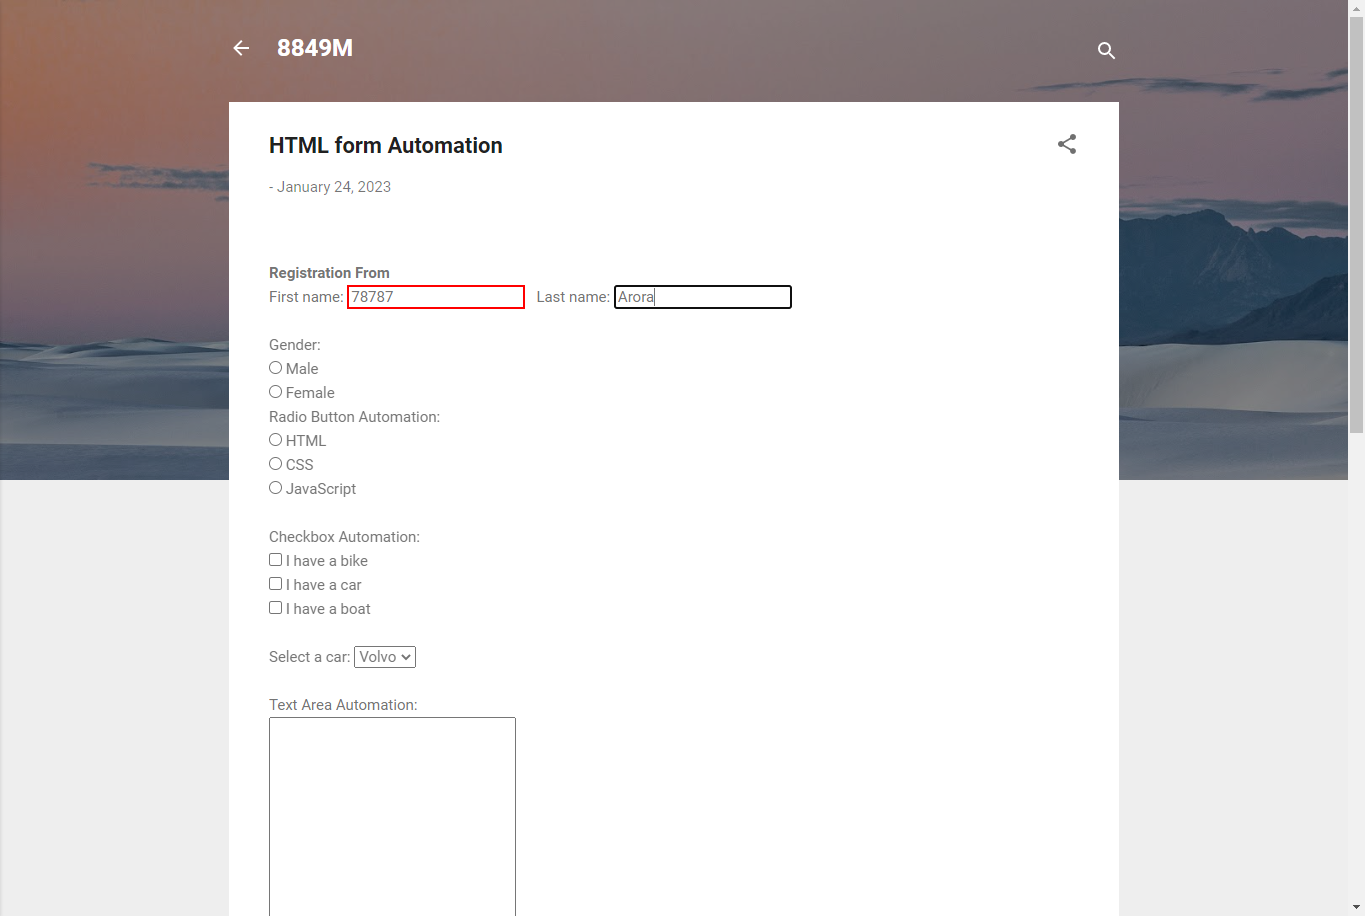 8849M
HTML form Automation
- January 24, 2023
Registration From
First name: 78787 Last name: Arora
Gender:
Male
Female
Radio Button Automation:
HTML
CSS
JavaScript
Checkbox Automation:
I have a bike
I have a car
I have a boat
Select a car: Volvo
Text Area Automation: